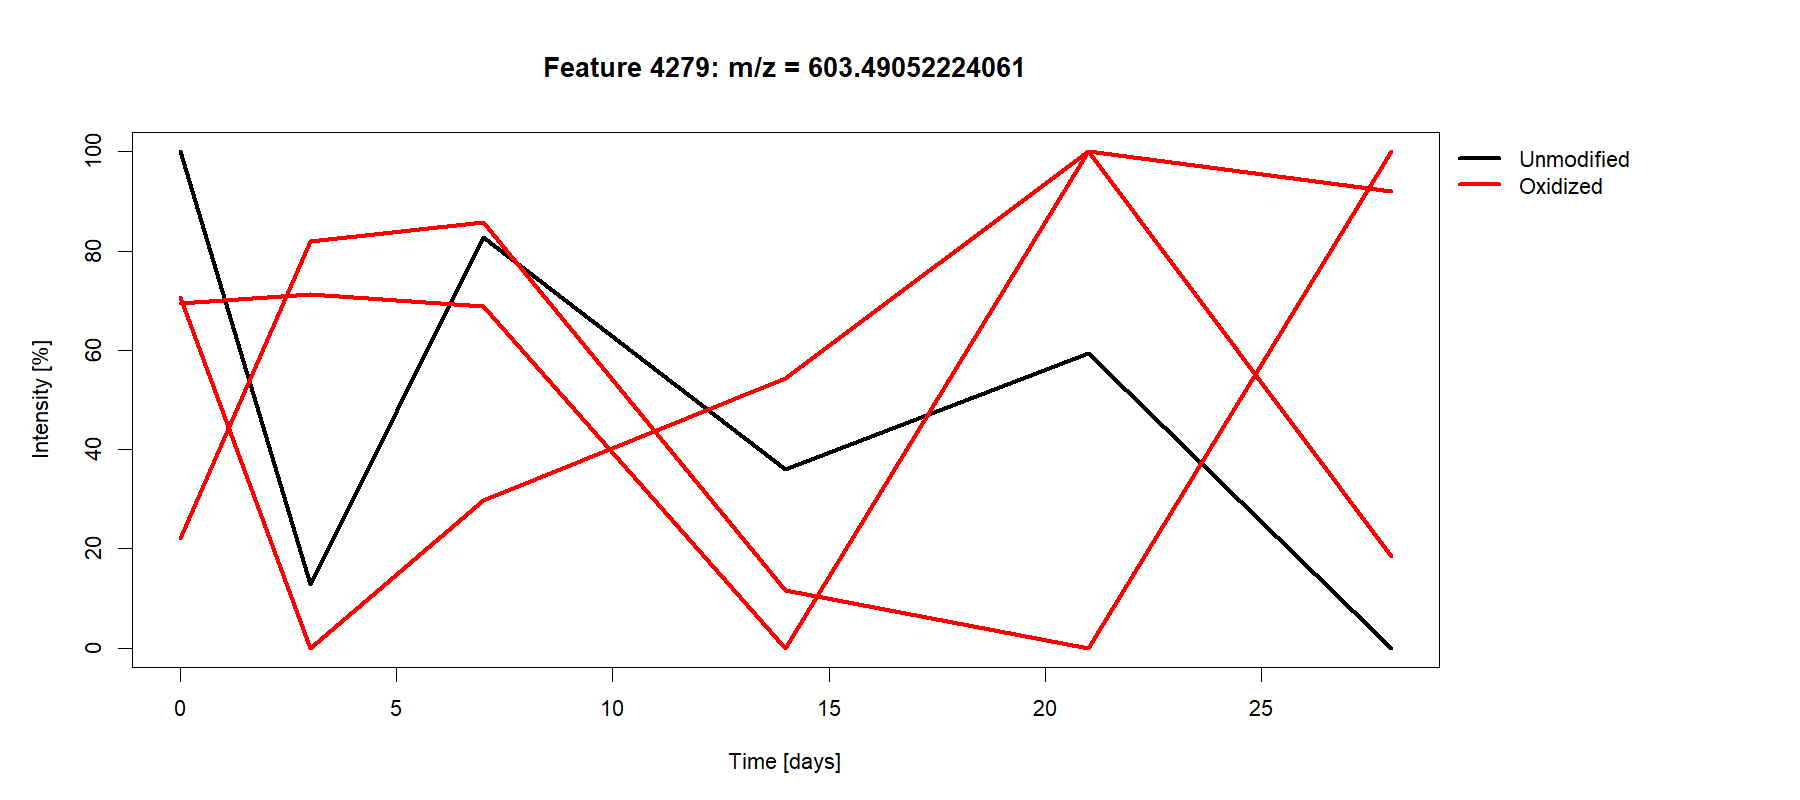 Feature 4279: m/z = 603.49052224061
Unmodified
Oxidized
Intensity [%]
100
80
60
40
20
0
0 5 10 15 20 25
Time [days]